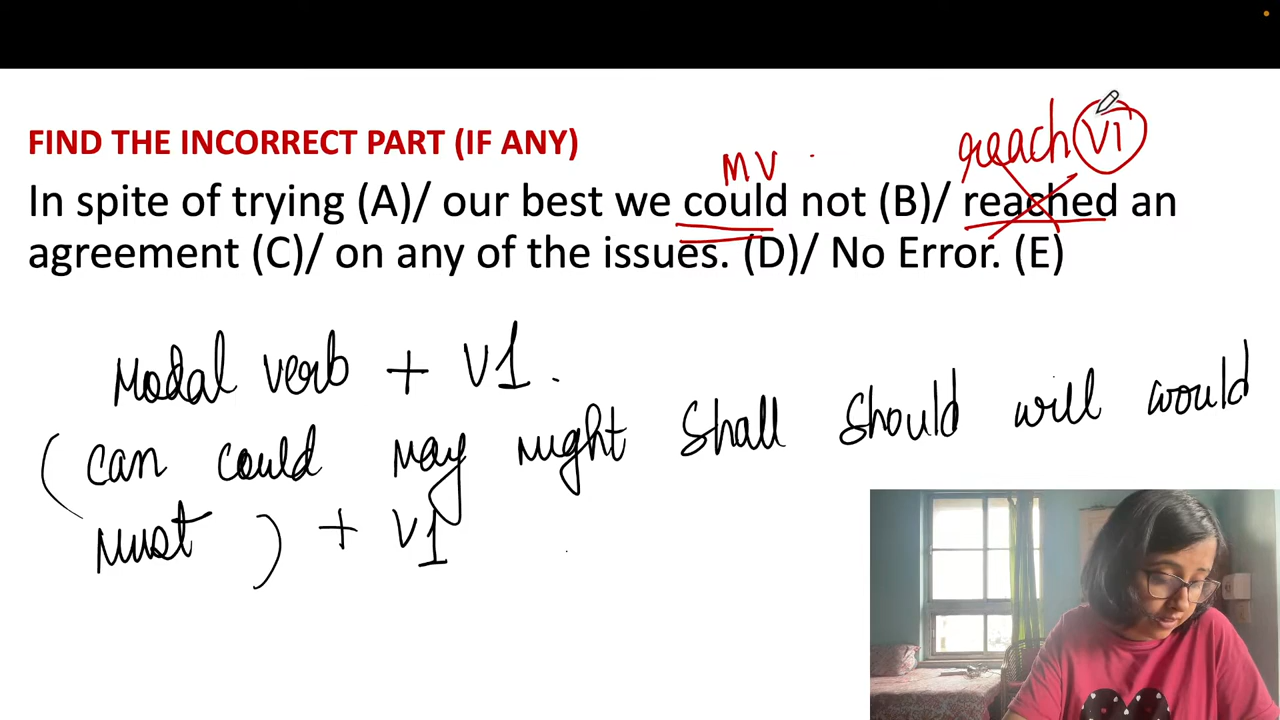 FIND THE INCORRECT PART (IF ANY)
MV
reach V1
In spite of trying (A)/ our best we could not (B)/ reached an
agreement (C)/ on any of the issues. (D)/ No Error. (E)
Modal verb + V1.
(can could may might shall should will would
must) + V1